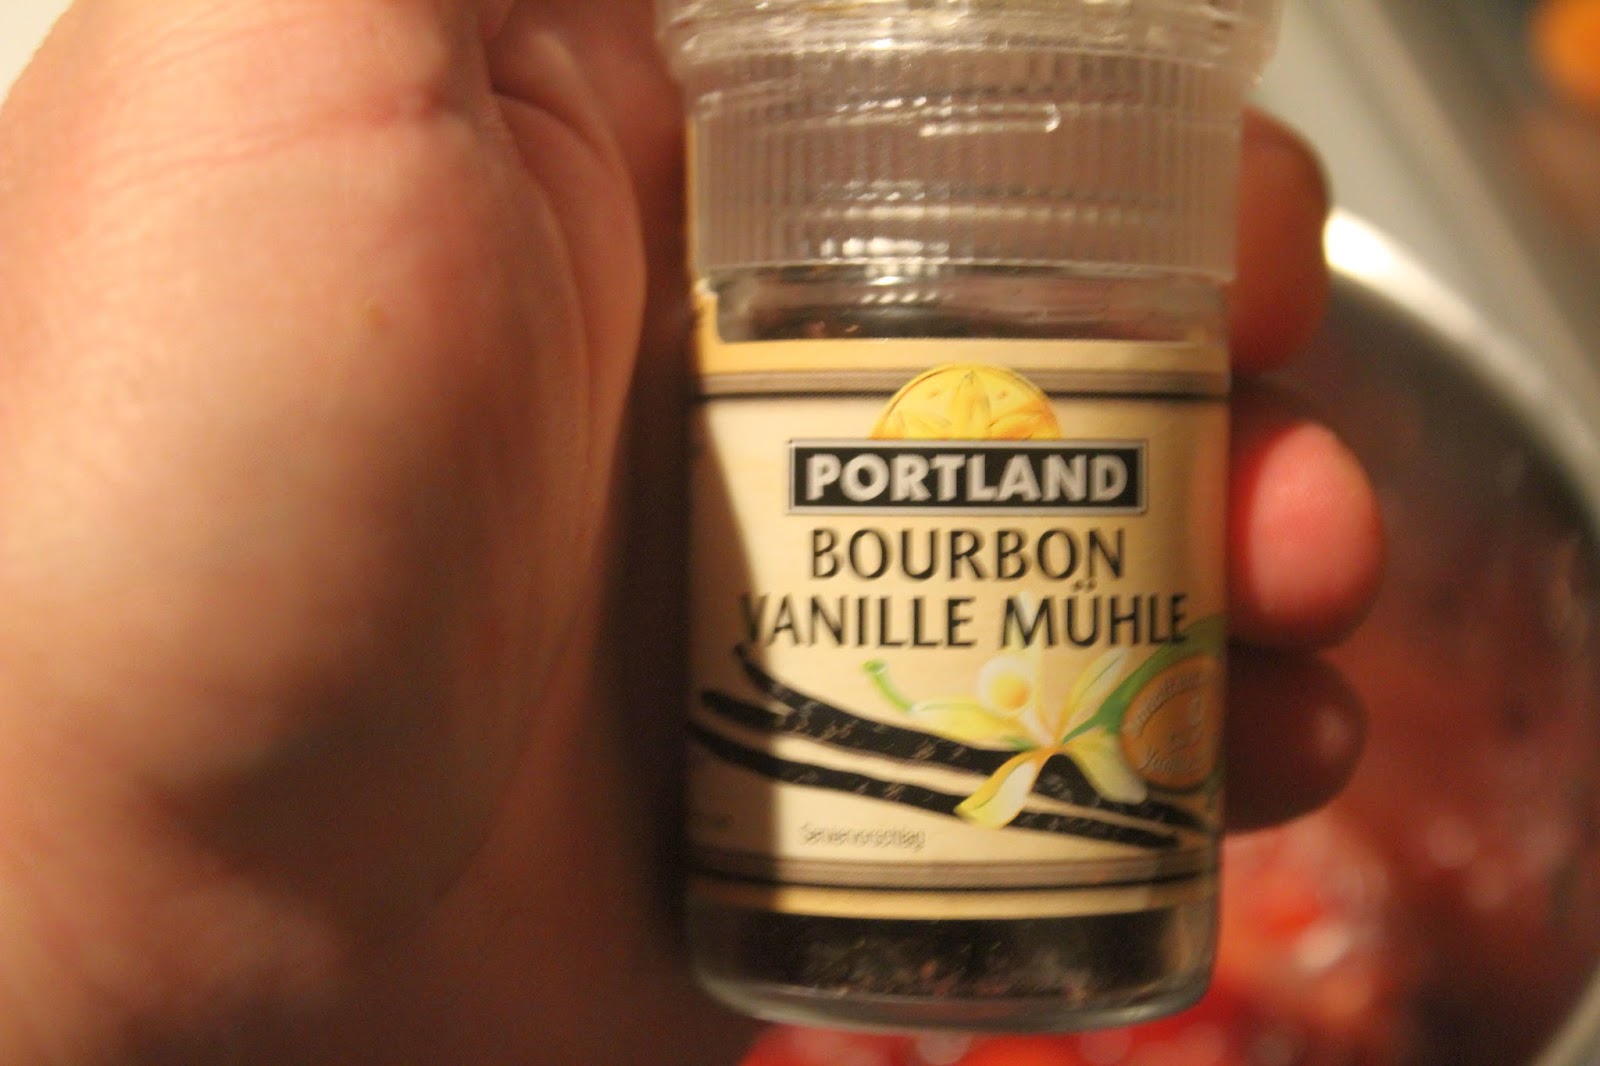 PORTLAND
BOURBON
VANILLE MÜHLE
Serviervorschlag